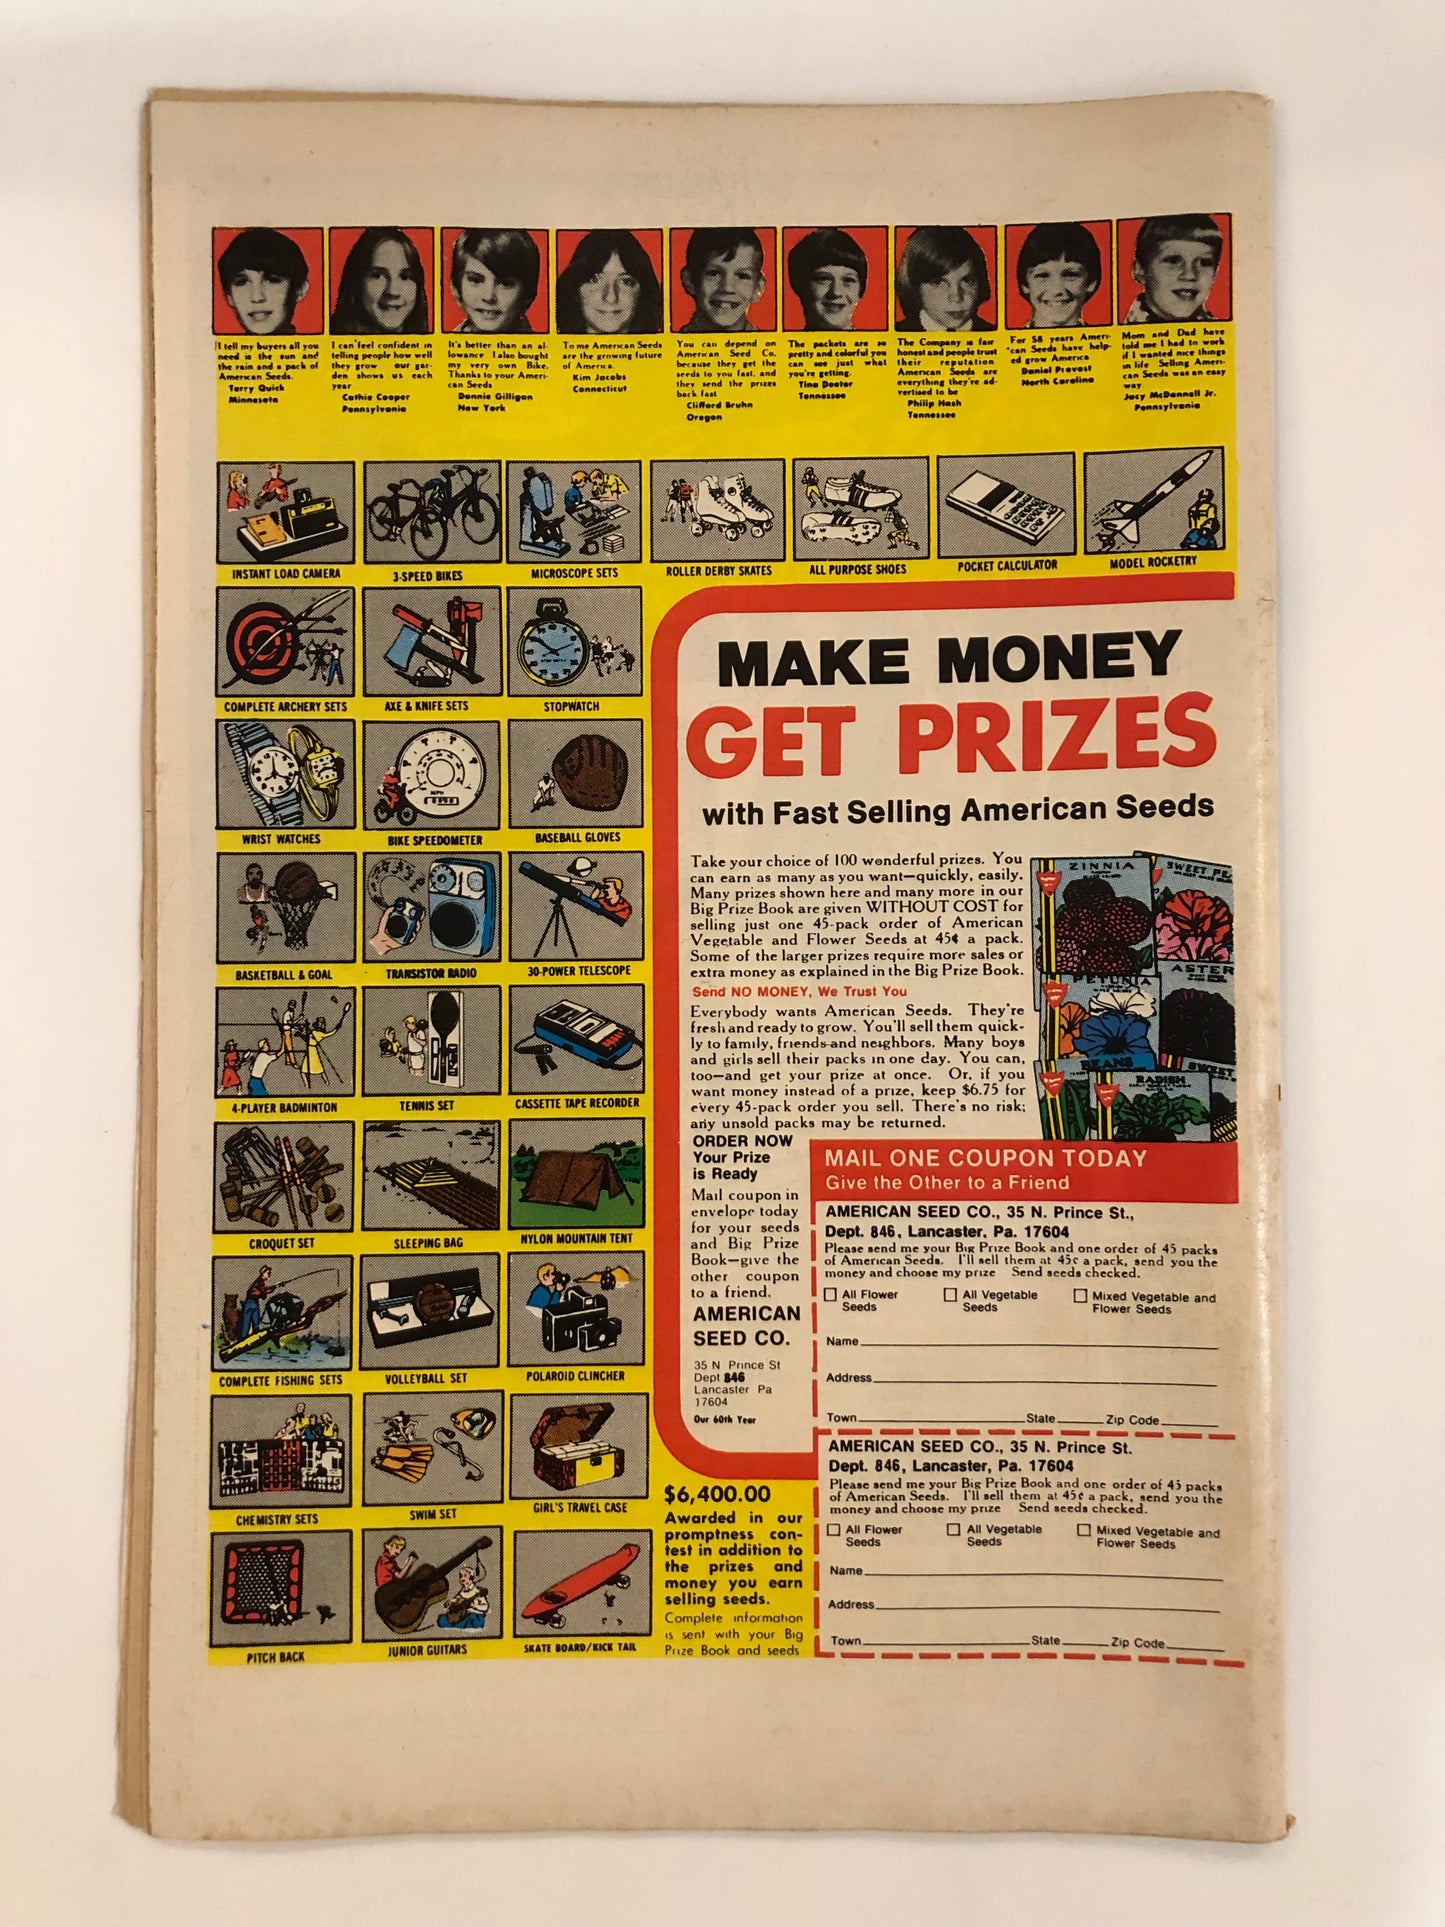 I tell my buyers all you
need is the sun and
the rain and a pack of
American Seeds.
Terry Quick
Minnesota
I can feel confident in
telling people how well
they grow our gar-
den shows us each
year
Cathie Cooper
Pennsylvania
It's better than an al-
lowance I also bought
my very own Bike.
Thanks to your Ameri-
can Seeds
Donnie Gilligan
New York
To me American Seeds
are the growing future
of America.
Kim Jacobs
Connecticut
You can depend on
American Seed Co.
because they get the
seeds to you fast, and
they send the prizes
back fast
Clifford Bruhn
Oregon
The packets are so
pretty and colorful you
can see just what
you're getting.
Tina Doctor
Tennessee
The Company is fair
honest and people trust
their reputation
American Seeds are
everything they're ad-
vertised to be
Philip Hash
Tennessee
For 58 years Ameri-
can Seeds have help-
ed grow America
Daniel Prevost
North Carolina
Mom and Dad have
told me I had to work
if I wanted nice things
in life Selling Ameri-
can Seeds was an easy
way.
Jacy McDannell Jr.
Pennsylvania
INSTANT LOAD CAMERA
3-SPEED BIKES
MICROSCOPE SETS
ROLLER DERBY SKATES
ALL PURPOSE SHOES
POCKET CALCULATOR
MODEL ROCKETRY
COMPLETE ARCHERY SETS
AXE & KNIFE SETS
STOPWATCH
WRIST WATCHES
MPH
BIKE SPEEDOMETER
BASEBALL GLOVES
BASKETBALL & GOAL
TRANSISTOR RADIO
30-POWER TELESCOPE
4-PLAYER BADMINTON
TENNIS SET
CASSETTE TAPE RECORDER
CROQUET SET
SLEEPING BAG
NYLON MOUNTAIN TENT
COMPLETE FISHING SETS
VOLLEYBALL SET
POLAROID CLINCHER
CHEMISTRY SETS
SWIM SET
GIRL'S TRAVEL CASE
PITCH BACK
JUNIOR GUITARS
SKATE BOARD/KICK TAIL
MAKE MONEY
GET PRIZES
with Fast Selling American Seeds
Take your choice of 100 wonderful prizes. You
can earn as many as you want—quickly, easily.
Many prizes shown here and many more in our
Big Prize Book are given WITHOUT COST for
selling just one 45-pack order of American
Vegetable and Flower Seeds at 45¢ a pack.
Some of the larger prizes require more sales or
extra money as explained in the Big Prize Book.
Send NO MONEY, We Trust You
Everybody wants American Seeds. They're
fresh and ready to grow. You'll sell them quick-
ly to family, friends and neighbors. Many boys
and girls sell their packs in one day. You can,
too—and get your prize at once. Or, if you
want money instead of a prize, keep $6.75 for
every 45-pack order you sell. There's no risk;
any unsold packs may be returned.
ZINNIA
SWEET PE
PETUNIA
ASTER
BEANS
RADISH
SWEET
ORDER NOW
Your Prize
is Ready
Mail coupon in
envelope today
for your seeds
and Big Prize
Book—give the
other coupon
to a friend.
AMERICAN
SEED CO.
35 N Prince St
Dept 846
Lancaster Pa
17604
Our 60th Year
MAIL ONE COUPON TODAY
Give the Other to a Friend
AMERICAN SEED CO., 35 N. Prince St.,
Dept. 846, Lancaster, Pa. 17604
Please send me your Big Prize Book and one order of 45 packs
of American Seeds. I'll sell them at 45¢ a pack, send you the
money and choose my prize Send seeds checked.
All Flower Seeds
All Vegetable Seeds
Mixed Vegetable and Flower Seeds
Name
Address
Town State Zip Code
AMERICAN SEED CO., 35 N. Prince St.
Dept. 846, Lancaster, Pa. 17604
Please send me your Big Prize Book and one order of 45 packs
of American Seeds. I'll sell them at 45¢ a pack, send you the
money and choose my prize Send seeds checked.
All Flower Seeds
All Vegetable Seeds
Mixed Vegetable and Flower Seeds
Name
Address
Town State Zip Code
$6,400.00
Awarded in our
promptness con-
test in addition to
the prizes and
money you earn
selling seeds.
Complete information
is sent with your Big
Prize Book and seeds